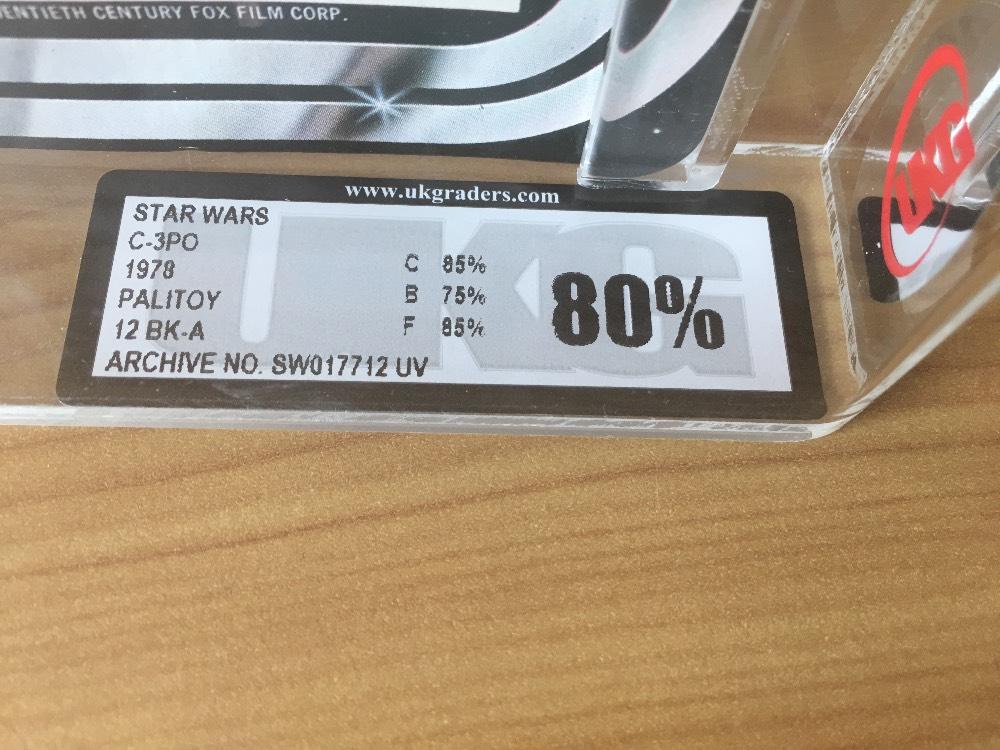 ENTIETH CENTURY FOX FILM CORP.
www.ukgraders.com
STAR WARS
C-3PO
1978
PALITOY
12 BK-A
ARCHIVE NO. SW017712 UV
C 85%
B 75%
F 85%
80%
UKG
UKG